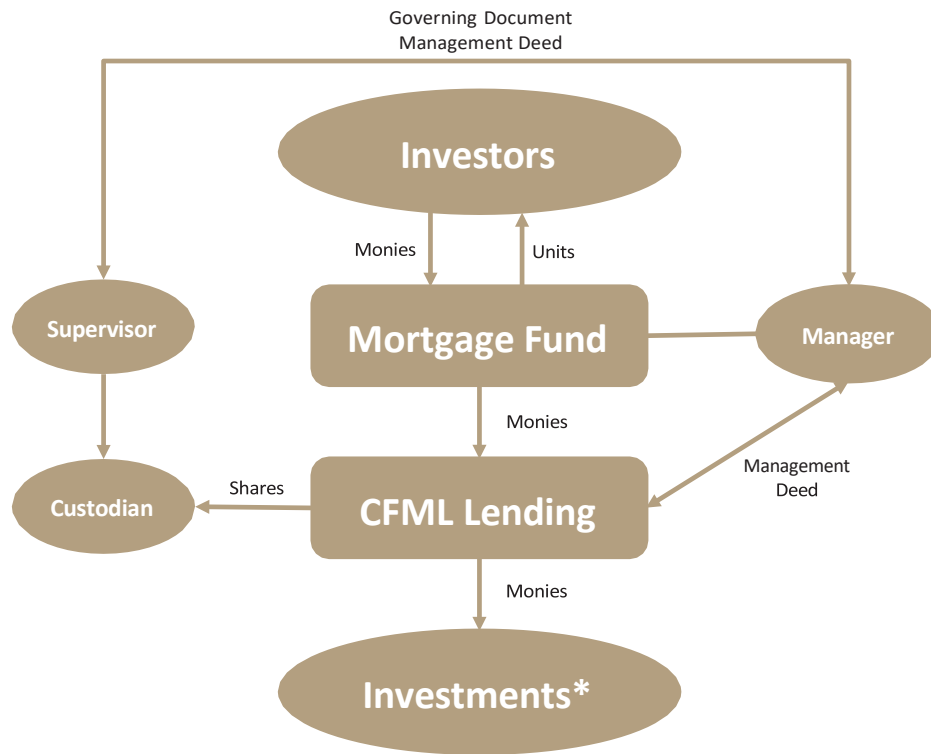 Governing Document
Management Deed
Investors
Monies
Units
Supervisor
Mortgage Fund
Manager
Monies
Management
Deed
Shares
Custodian
CFML Lending
Monies
Investments*